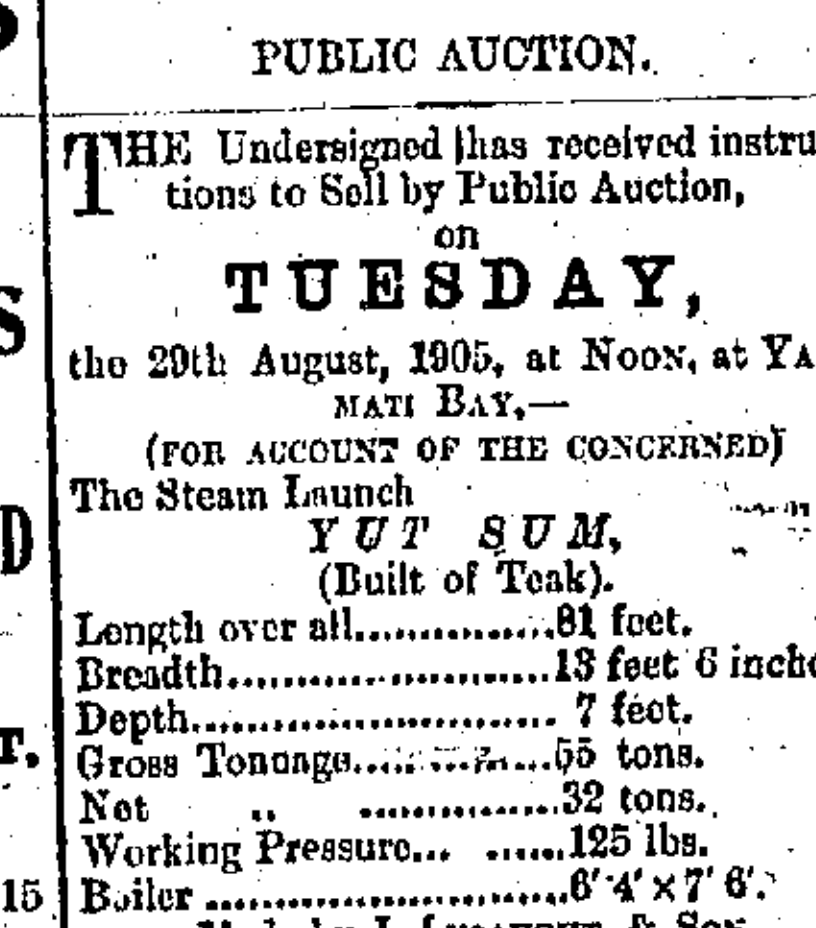 PUBLIC AUCTION.
THE Undersigned has received instru
tions to Sell by Public Auction,
on
TUESDAY,
the 29th August, 1905, at NOON, at YA
MATI BAY,—
(FOR ACCOUNT OF THE CONCERNED)
The Steam Launch
YUT SUM,
(Built of Teak).
Length over all...............81 feet.
Breadth........................13 feet 6 inche
Depth........................... 7 feet.
Gross Tonnage...............55 tons.
Net „ ...............32 tons.
Working Pressure... ......125 lbs.
15
Boiler ...........................6' 4' × 7' 6'.
& SON